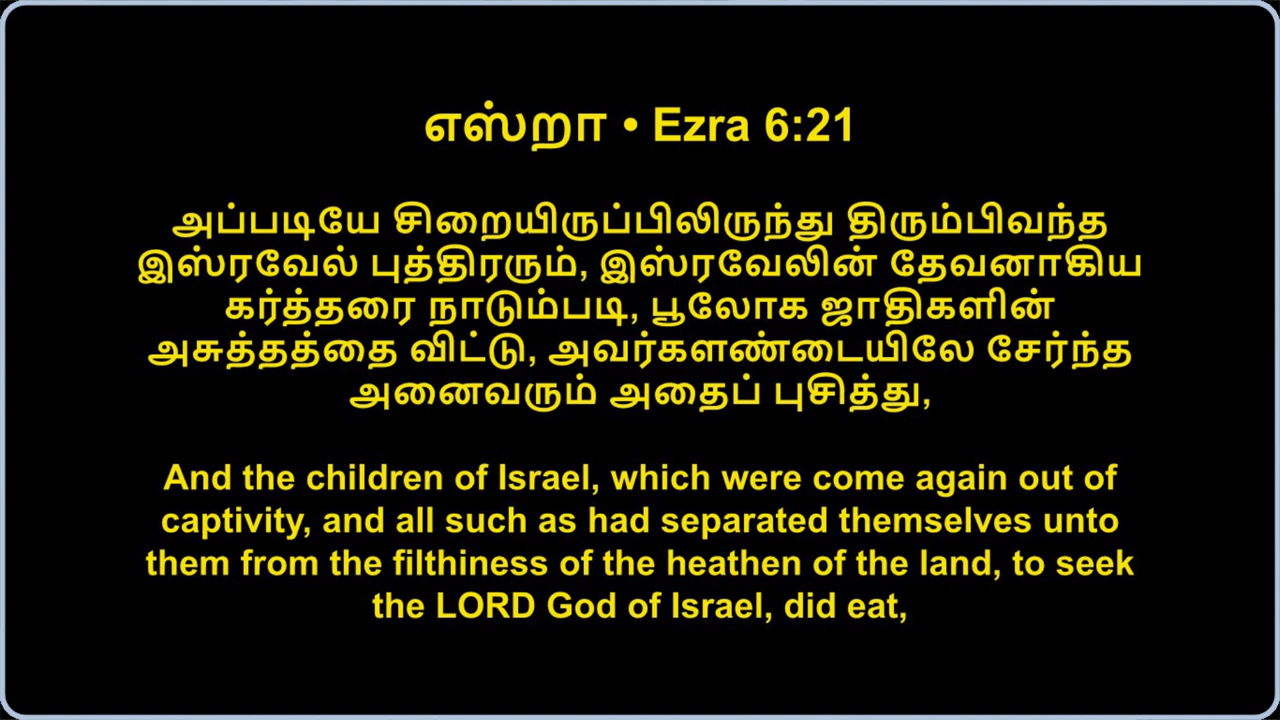 எஸ்றா • Ezra 6:21
அப்படியே சிறையிருப்பிலிருந்து திரும்பிவந்த
இஸ்ரவேல் புத்திரரும், இஸ்ரவேலின் தேவனாகிய
கர்த்தரை நாடும்படி, பூலோக ஜாதிகளின்
அசுத்தத்தை விட்டு, அவர்களண்டையிலே சேர்ந்த
அனைவரும் அதைப் புசித்து,
And the children of Israel, which were come again out of
captivity, and all such as had separated themselves unto
them from the filthiness of the heathen of the land, to seek
the LORD God of Israel, did eat,